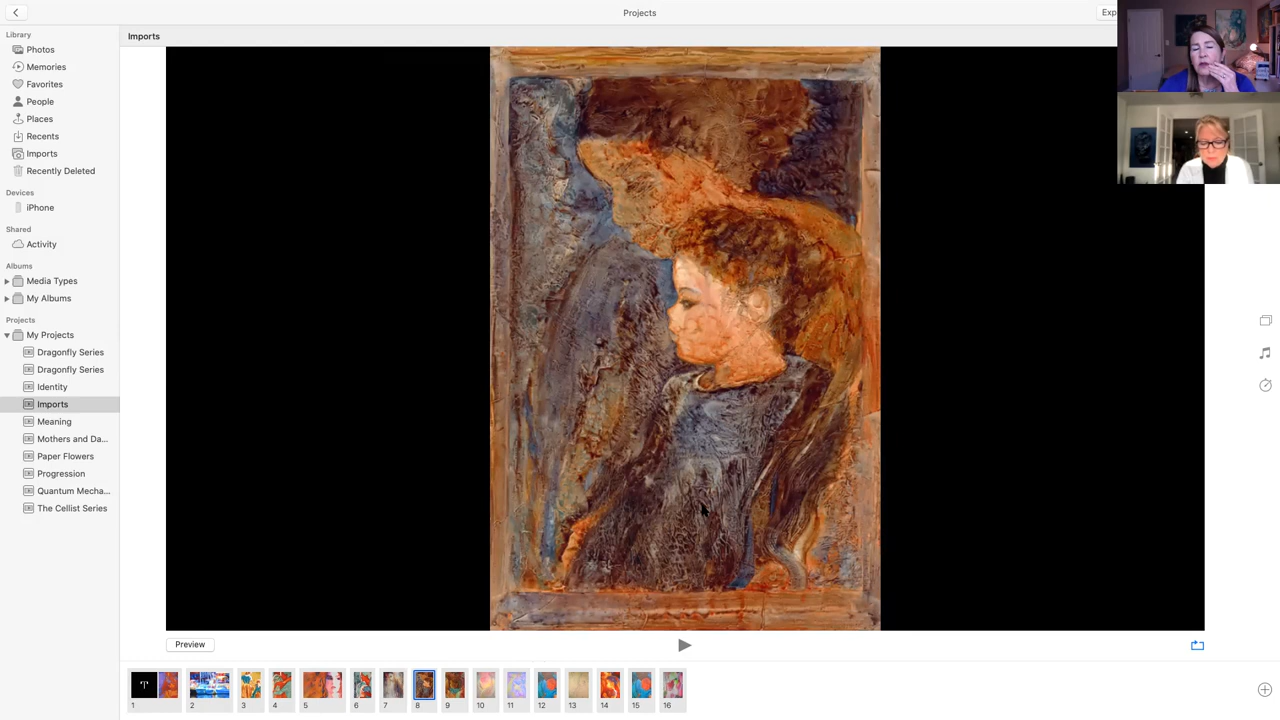 Projects
Exp
Library
Photos
Memories
Favorites
People
Places
Recents
Imports
Recently Deleted
Devices
iPhone
Shared
Activity
Albums
Media Types
My Albums
Projects
My Projects
Dragonfly Series
Dragonfly Series
Identity
Imports
Meaning
Mothers and Da...
Paper Flowers
Progression
Quantum Mecha...
The Cellist Series
Imports
Preview
T
1 2 3 4 5 6 7 8 9 10 11 12 13 14 15 16